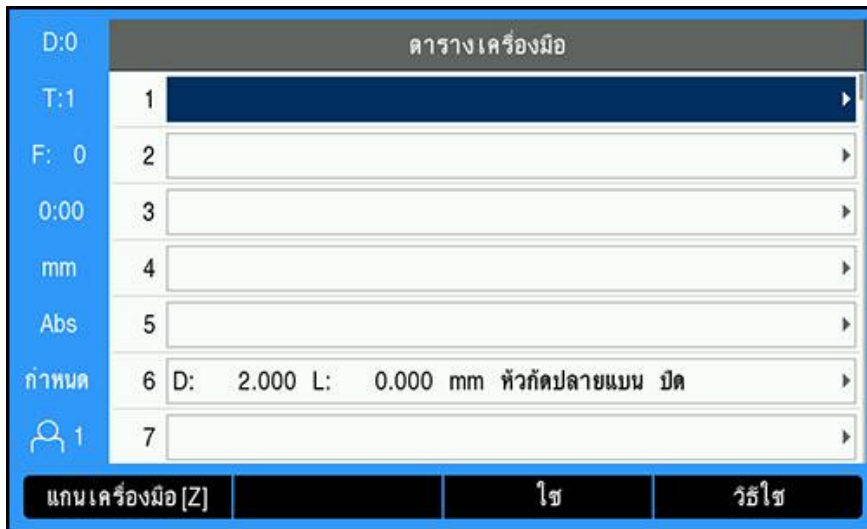 D:0
ตารางเครื่องมือ
T:1
1
F: 0
2
0:00
3
mm
4
Abs
5
กำหนด
6 D: 2.000 L: 0.000 mm หัวกัดปลายแบน ปัด
1
7
แกนเครื่องมือ [Z]
ใช
วิธีใช